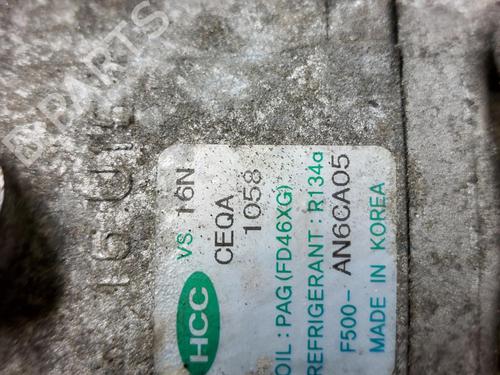 HCC
VS. 16N
CEQA
1058
OIL : PAG (FD46XG)
REFRIGERANT : R134a
F500- AN6CA05
MADE IN KOREA
PARTS